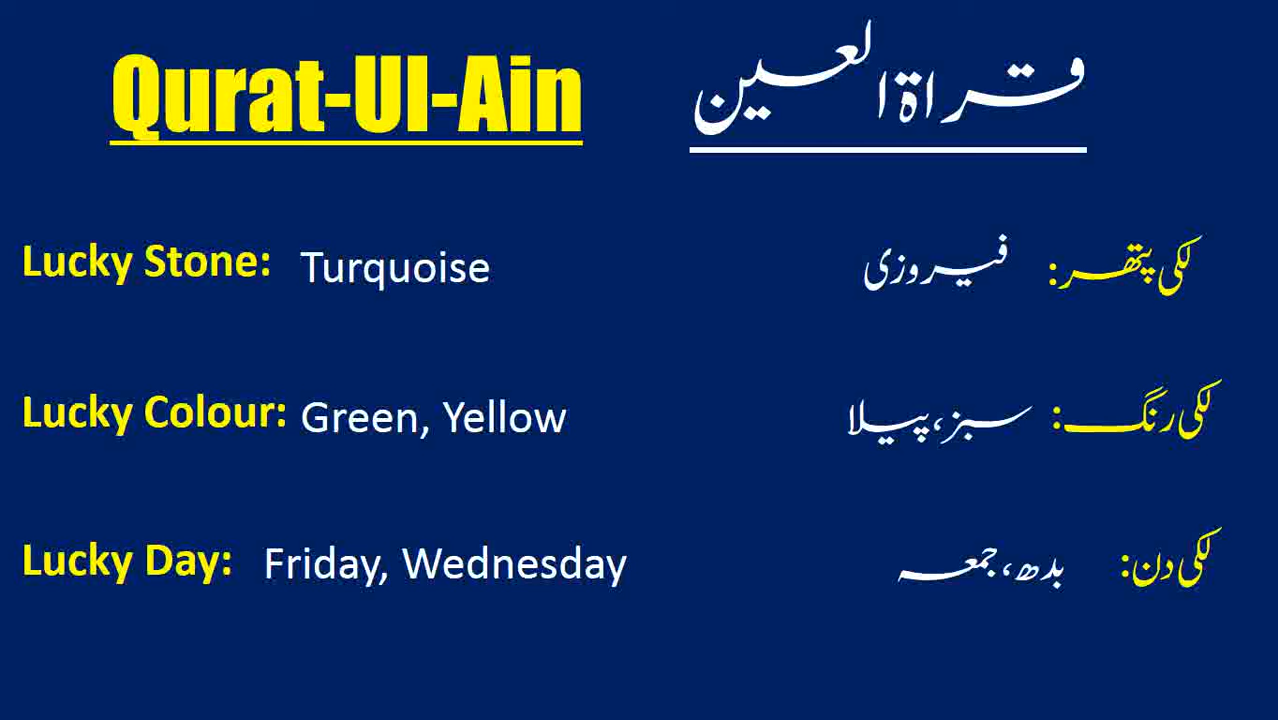 Qurat-Ul-Ain قراۃ العین
Lucky Stone: Turquoise لکی پتھر: فیروزی
Lucky Colour: Green, Yellow لکی رنگ: سبز، پیلا
Lucky Day: Friday, Wednesday لکی دن: بدھ، جمعہ